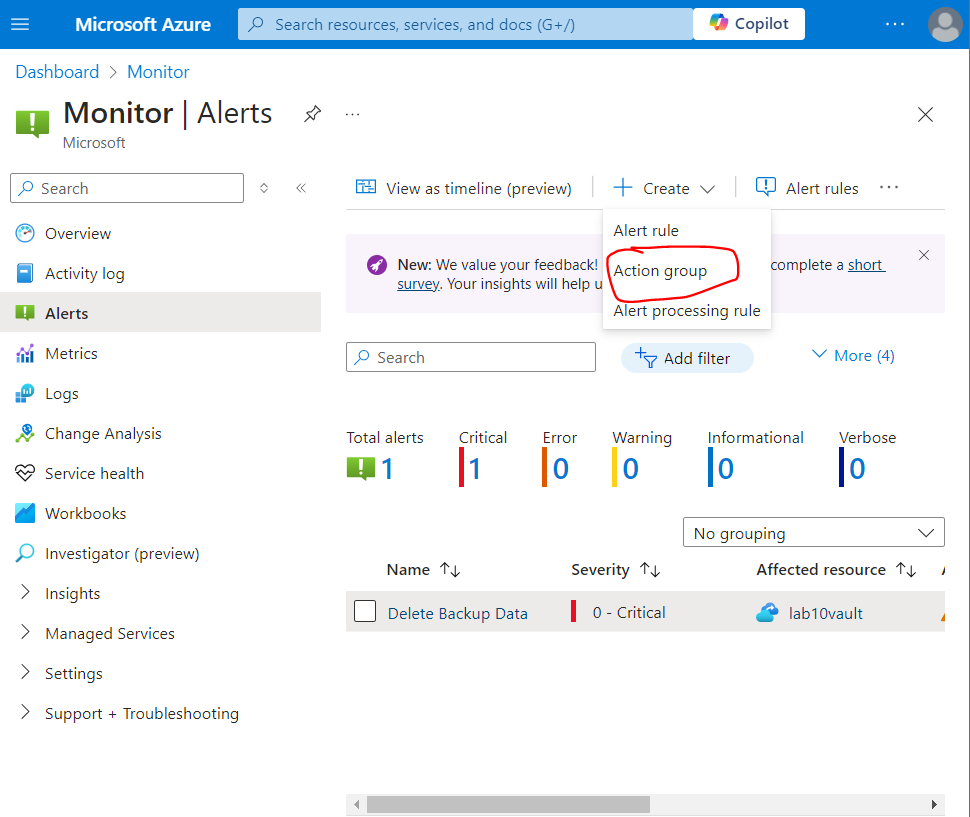 Microsoft Azure
Search resources, services, and docs (G+/)
Copilot
Dashboard > Monitor
Monitor | Alerts
Microsoft
Search
Overview
Activity log
Alerts
Metrics
Logs
Change Analysis
Service health
Workbooks
Investigator (preview)
Insights
Managed Services
Settings
Support + Troubleshooting
View as timeline (preview)
Create
Alert rules
Alert rule
Action group
Alert processing rule
New: We value your feedback! complete a short
survey. Your insights will help u
Search
Add filter
More (4)
Total alerts Critical Error Warning Informational Verbose
1 1 0 0 0 0
No grouping
Name Severity Affected resource
Delete Backup Data 0 - Critical lab10vault